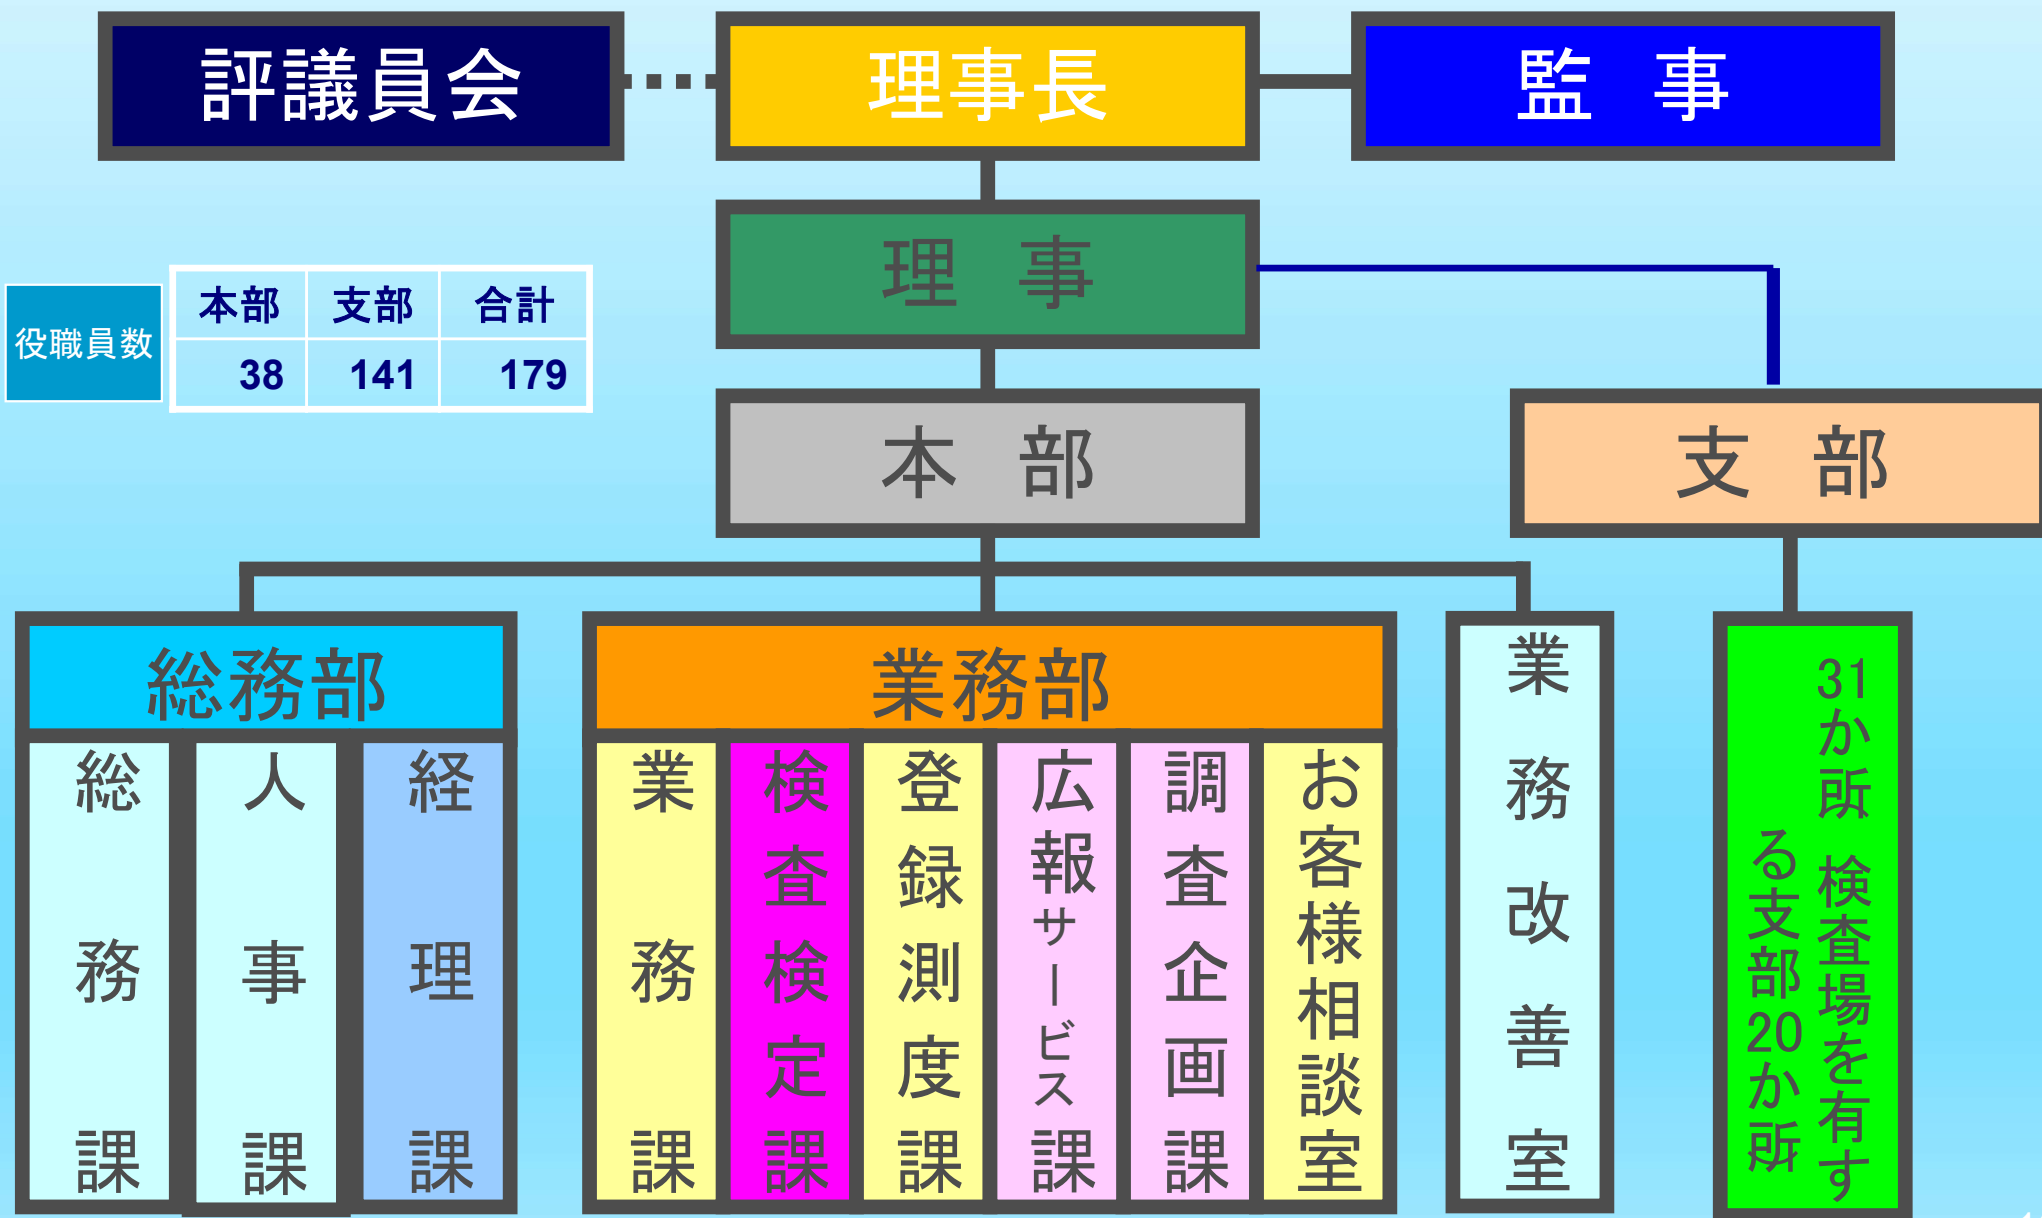 評議員会
理事長
監　事
理　事
役職員数
本部 支部 合計
38 141 179
本　部
支　部
総務部
業務部
総務課
人事課
経理課
業務課
検査検定課
登録測度課
広報サービス課
調査企画課
お客様相談室
業務改善室
31か所 検査場を有す
る支部20か所